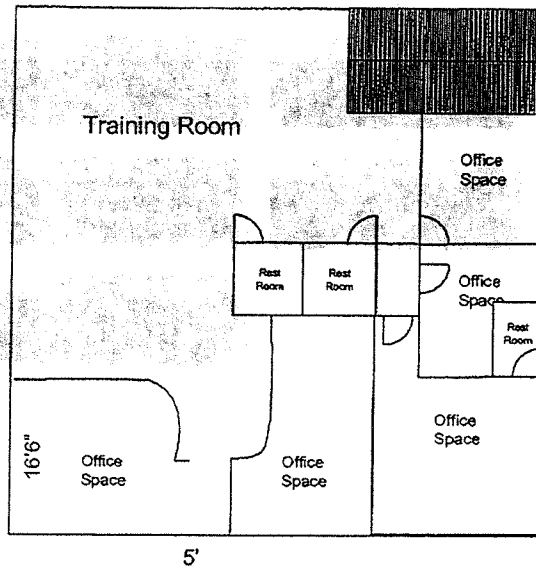 Training Room
Office
Space
Rest
Room
Rest
Room
Office
Space
Rest
Room
Office
Space
16'6"
Office
Space
Office
Space
5'